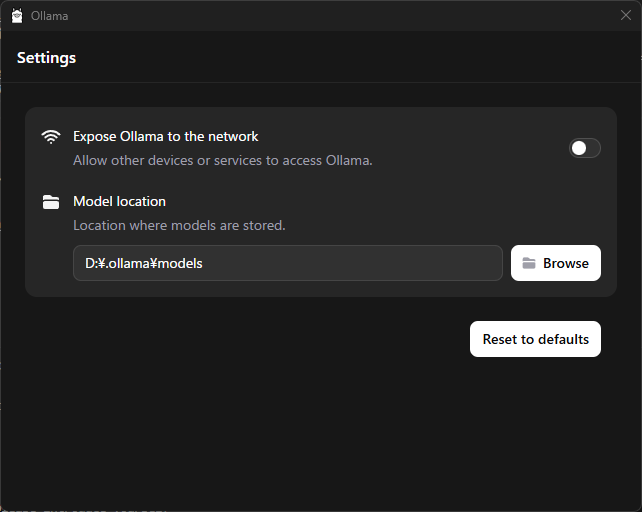 Ollama
Settings
Expose Ollama to the network
Allow other devices or services to access Ollama.
Model location
Location where models are stored.
D:¥.ollama¥models
Browse
Reset to defaults